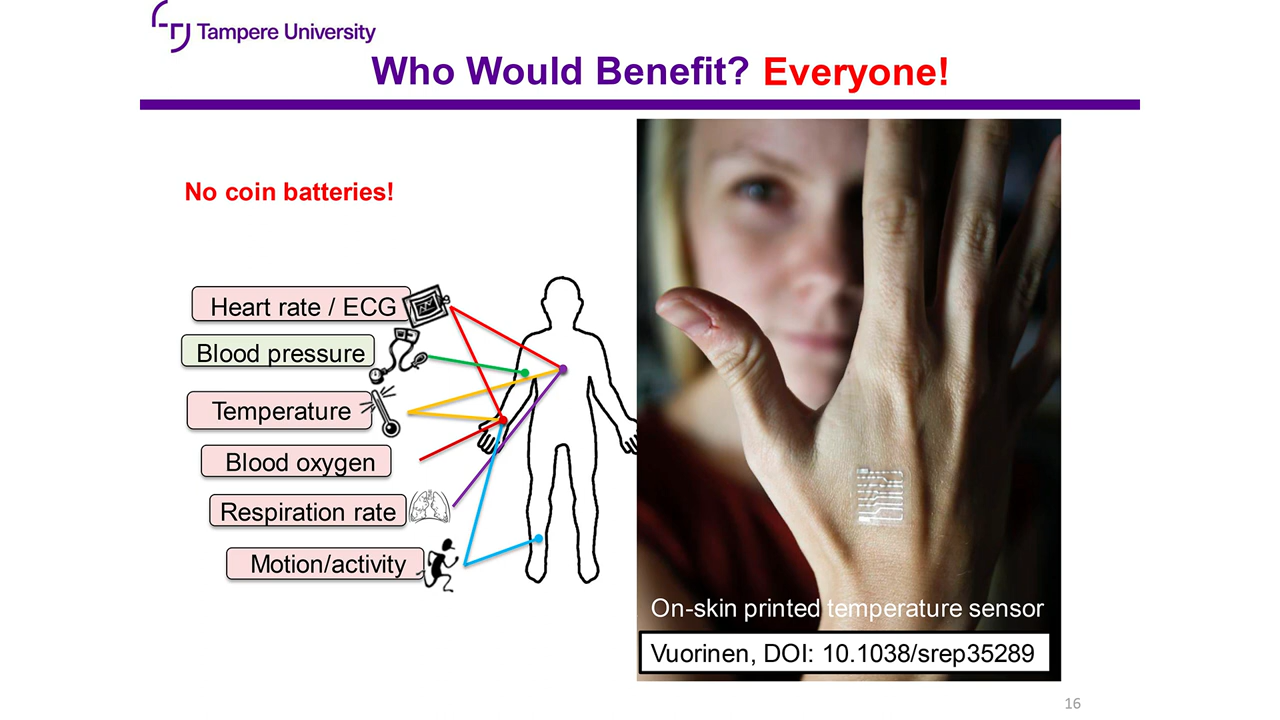 Tampere University
Who Would Benefit? Everyone!
No coin batteries!
Heart rate / ECG
Blood pressure
Temperature
Blood oxygen
Respiration rate
Motion/activity
On-skin printed temperature sensor
Vuorinen, DOI: 10.1038/srep35289
16